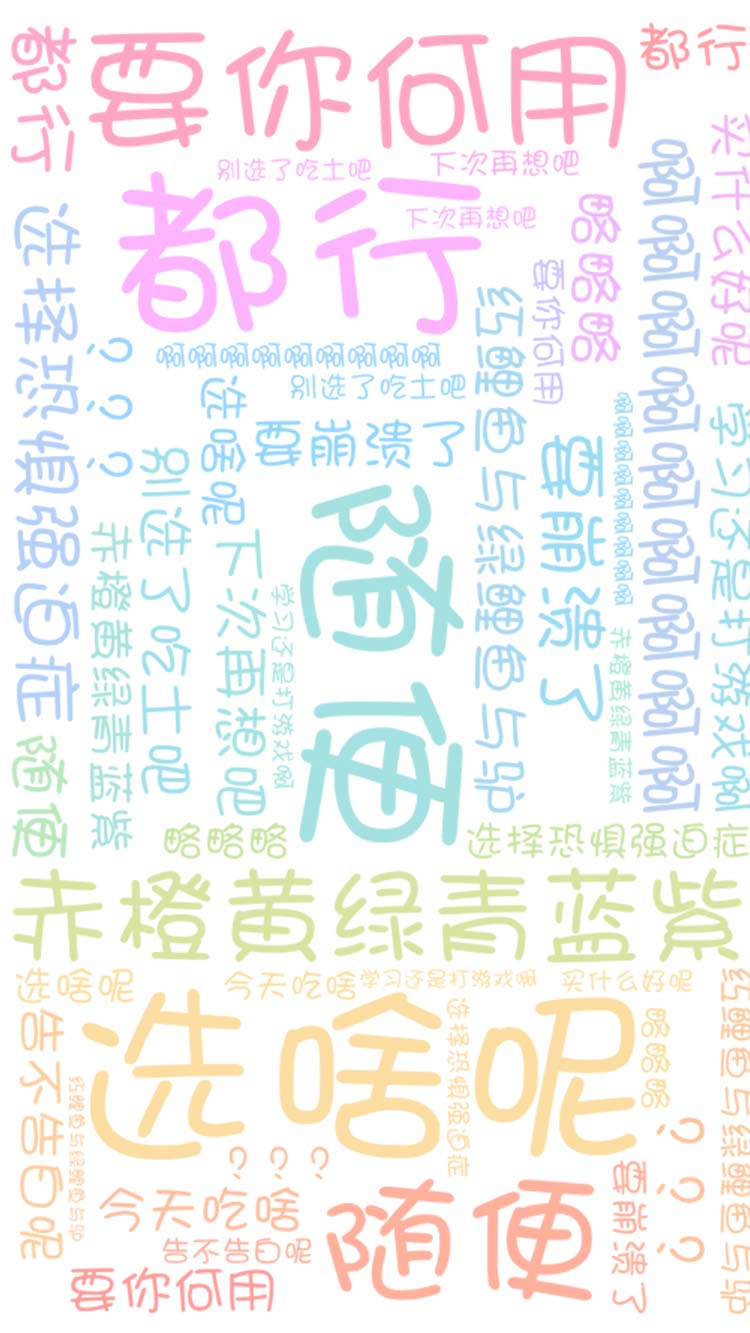 都行
要你何用
都行
别选了吃土吧
下次再想吧
买什么好呢
都行
下次再想吧
略略略
啊啊啊啊啊啊啊啊啊
选择恐惧强迫症
要你何用
红鲤鱼与绿鲤鱼与驴
？？？
啊啊啊啊啊啊啊啊啊
别选了吃土吧
选啥呢
要崩溃了
啊啊啊啊啊啊啊啊啊
学习还是打游戏啊
别选了吃土吧
要崩溃了
随便
赤橙黄绿青蓝紫
下次再想吧
学习还是打游戏啊
赤橙黄绿青蓝紫
随便
略略略
选择恐惧强迫症
赤橙黄绿青蓝紫
选啥呢
今天吃啥
学习还是打游戏啊
买什么好呢
红鲤鱼与绿鲤鱼与驴
告不告白呢
选啥呢
选择恐惧强迫症
略略略
红鲤鱼与绿鲤鱼与驴
？？？
？？？
今天吃啥
随便
要崩溃了
告不告白呢
要你何用